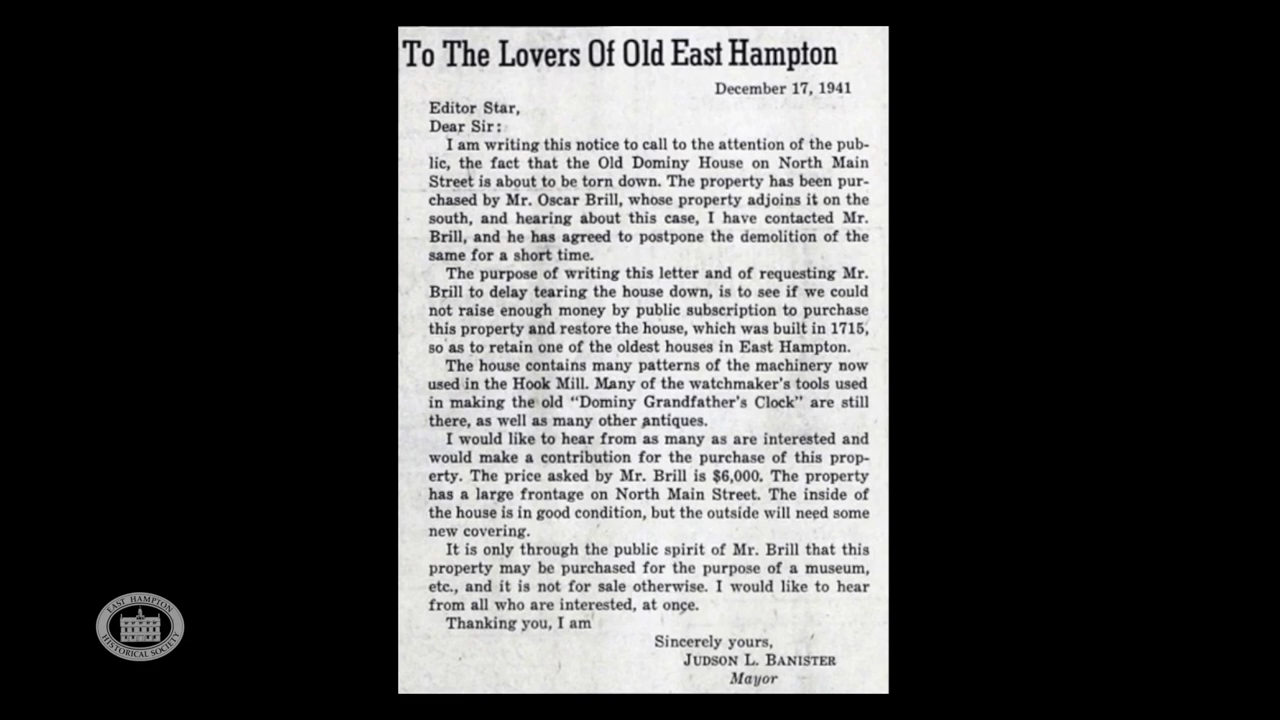 To The Lovers Of Old East Hampton
December 17, 1941
Editor Star,
Dear Sir:
I am writing this notice to call to the attention of the pub-
lic, the fact that the Old Dominy House on North Main
Street is about to be torn down. The property has been pur-
chased by Mr. Oscar Brill, whose property adjoins it on the
south, and hearing about this case, I have contacted Mr.
Brill, and he has agreed to postpone the demolition of the
same for a short time.
The purpose of writing this letter and of requesting Mr.
Brill to delay tearing the house down, is to see if we could
not raise enough money by public subscription to purchase
this property and restore the house, which was built in 1715,
so as to retain one of the oldest houses in East Hampton.
The house contains many patterns of the machinery now
used in the Hook Mill. Many of the watchmaker's tools used
in making the old "Dominy Grandfather's Clock" are still
there, as well as many other antiques.
I would like to hear from as many as are interested and
would make a contribution for the purchase of this prop-
erty. The price asked by Mr. Brill is $6,000. The property
has a large frontage on North Main Street. The inside of
the house is in good condition, but the outside will need some
new covering.
It is only through the public spirit of Mr. Brill that this
property may be purchased for the purpose of a museum,
etc., and it is not for sale otherwise. I would like to hear
from all who are interested, at once.
Thanking you, I am
Sincerely yours,
JUDSON L. BANISTER
Mayor
EAST HAMPTON
HISTORICAL SOCIETY